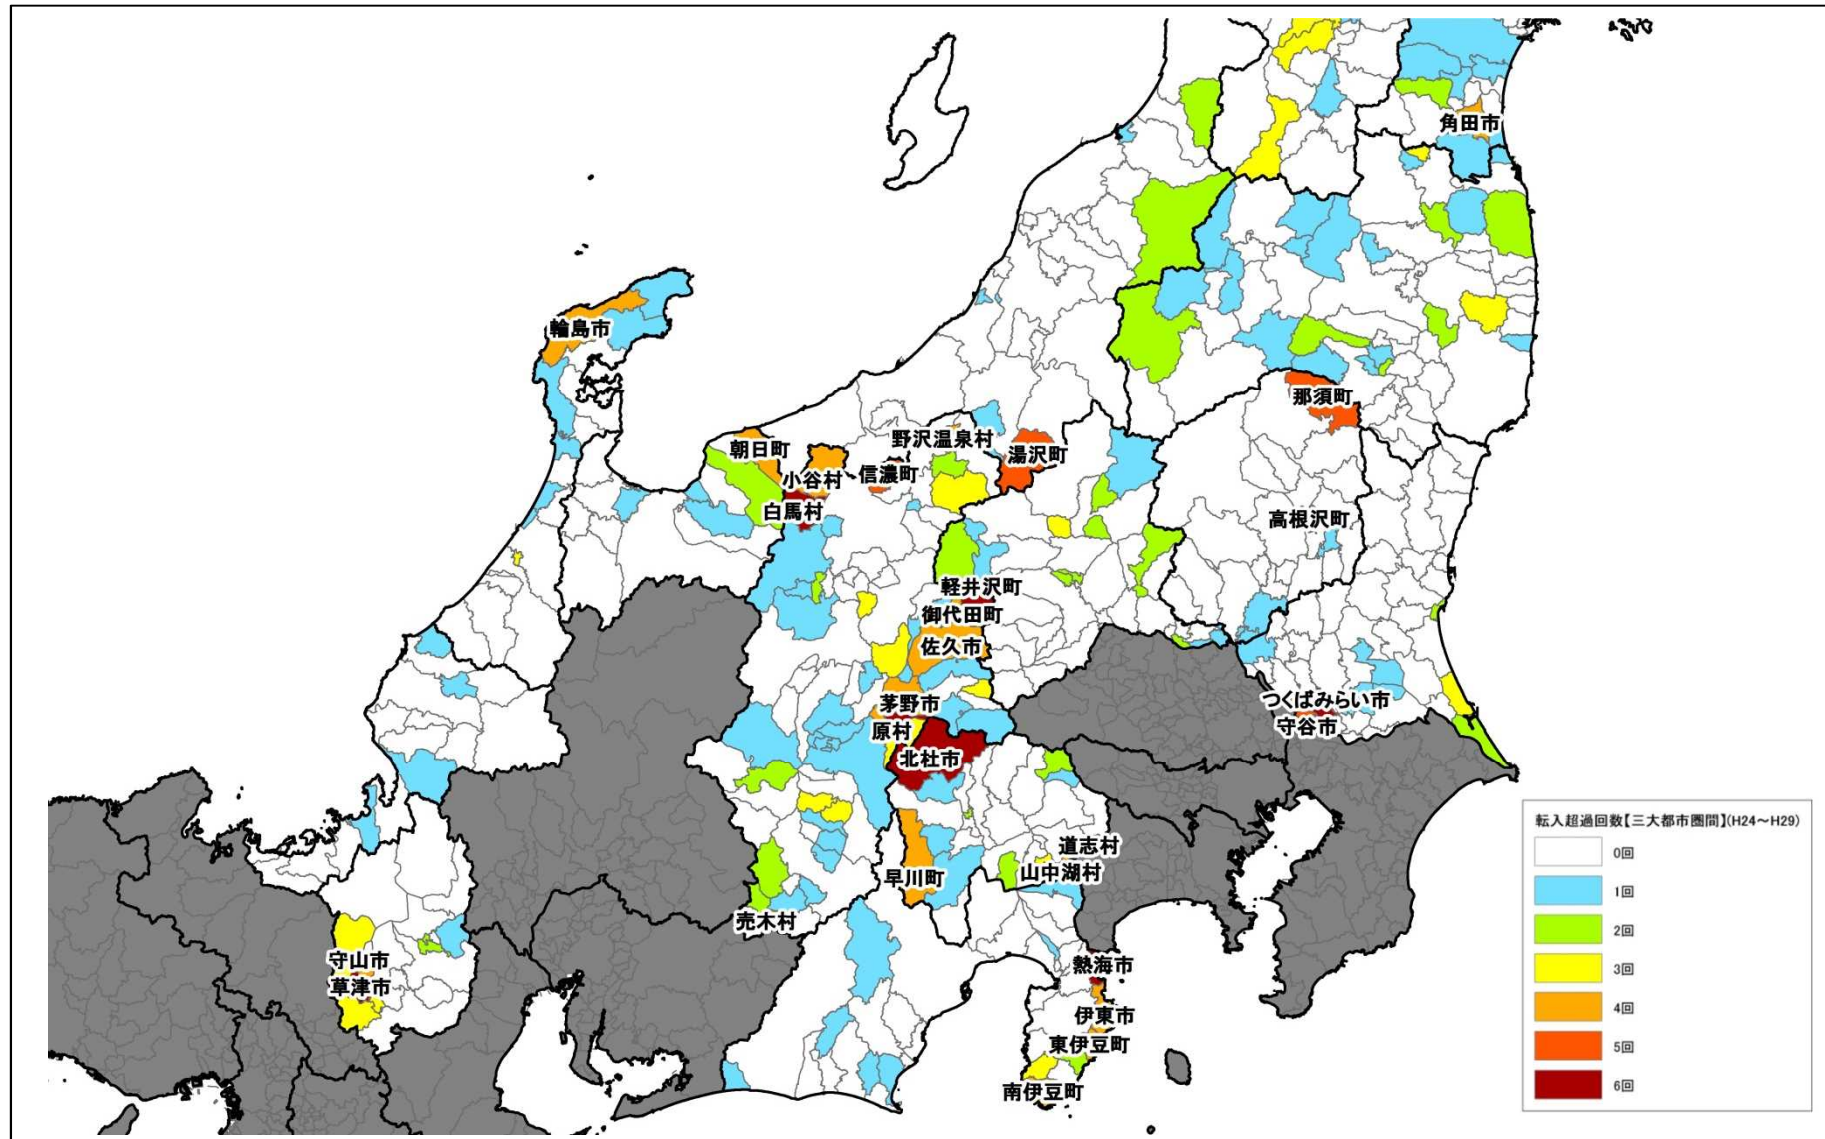 角田市
輪島市
那須町
野沢温泉村
朝日町
湯沢町
信濃町
小谷村
白馬村
高根沢町
軽井沢町
御代田町
佐久市
つくばみらい市
茅野市
守谷市
原村
北杜市
転入超過回数【三大都市圏間】(H24～H29)
0回
1回
2回
3回
4回
5回
6回
道志村
山中湖村
早川町
売木村
守山市
熱海市
草津市
伊東市
東伊豆町
南伊豆町